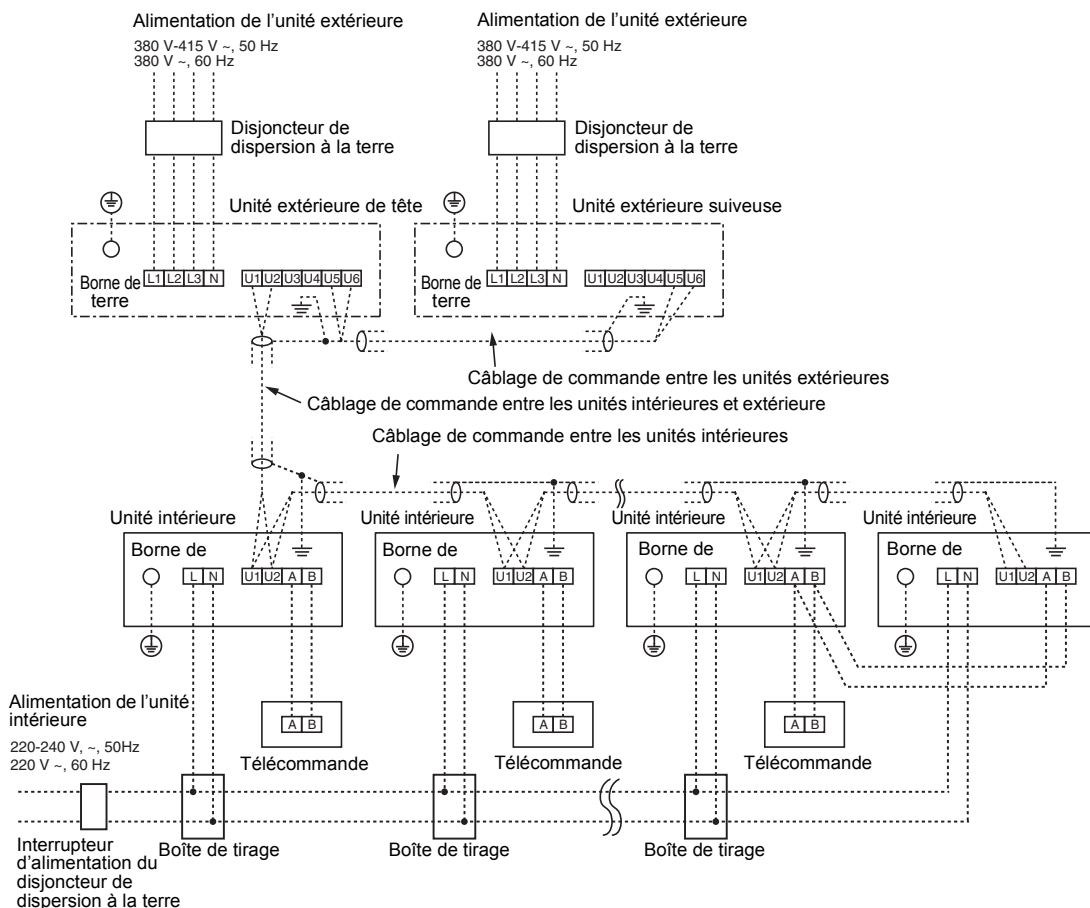 Alimentation de l'unité extérieure
380 V-415 V ~, 50 Hz
380 V ~, 60 Hz
Alimentation de l'unité extérieure
380 V-415 V ~, 50 Hz
380 V ~, 60 Hz
Disjoncteur de
dispersion à la terre
Disjoncteur de
dispersion à la terre
Unité extérieure de tête
Unité extérieure suiveuse
Borne de
terre
L1 L2 L3 N
U1 U2 U3 U4 U5 U6
Borne de
terre
L1 L2 L3 N
U1 U2 U3 U4 U5 U6
Câblage de commande entre les unités extérieures
Câblage de commande entre les unités intérieures et extérieure
Câblage de commande entre les unités intérieures
Unité intérieure
Unité intérieure
Unité intérieure
Unité intérieure
Borne de
Borne de
Borne de
Borne de
L N
U1 U2 A B
L N
U1 U2 A B
L N
U1 U2 A B
L N
U1 U2 A B
Alimentation de l'unité
intérieure
220-240 V, ~, 50Hz
220 V ~, 60 Hz
A B
A B
A B
Télécommande
Télécommande
Télécommande
Interrupteur
d'alimentation du
disjoncteur de
dispersion à la terre
Boîte de tirage
Boîte de tirage
Boîte de tirage